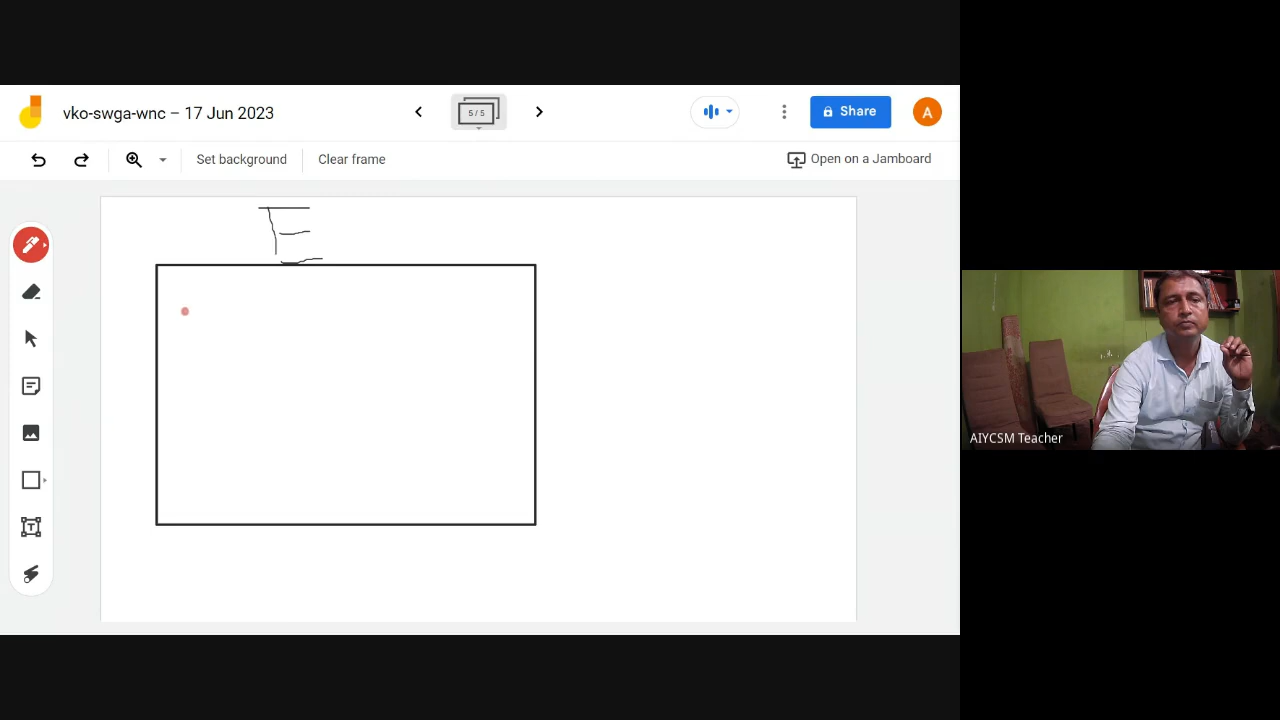 vko-swga-wnc – 17 Jun 2023
5 / 5
Share
A
Set background
Clear frame
Open on a Jamboard
E
T
AIYCSM Teacher